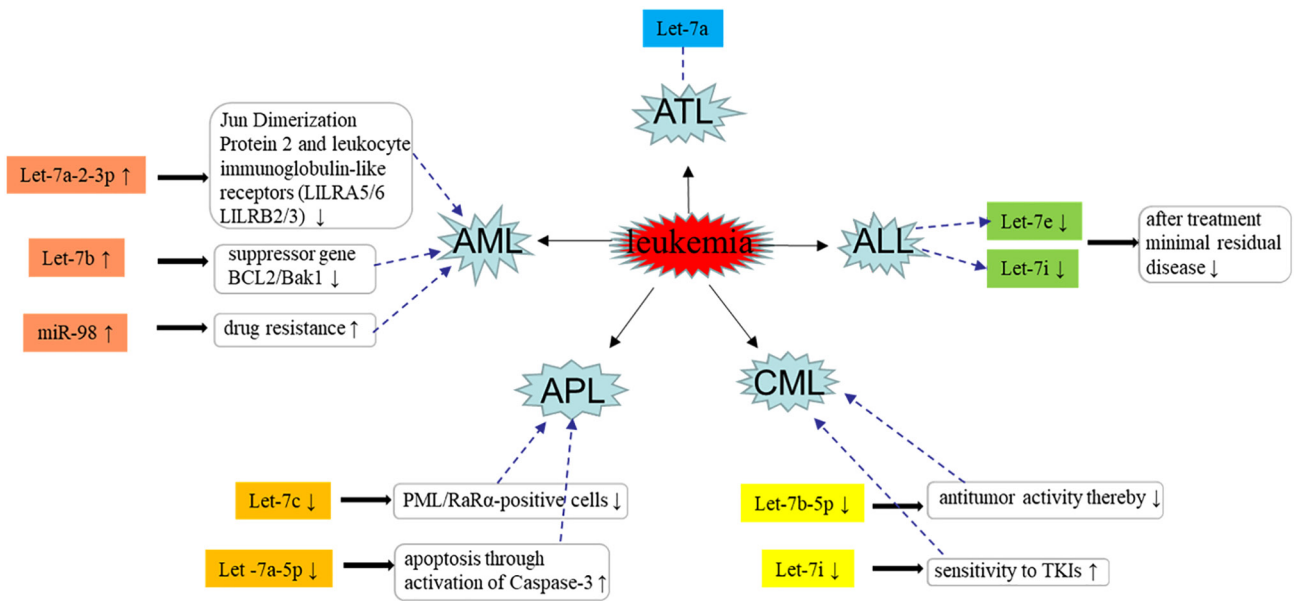 Let-7a
ATL
Let-7a-2-3p ↑
Jun Dimerization
Protein 2 and leukocyte
immunoglobulin-like
receptors (LILRA5/6
LILRB2/3) ↓
Let-7b ↑
suppressor gene
BCL2/Bak1 ↓
miR-98 ↑
drug resistance ↑
AML
leukemia
ALL
Let-7e ↓
Let-7i ↓
after treatment
minimal residual
disease ↓
APL
CML
Let-7c ↓
PML/RaRα-positive cells ↓
Let -7a-5p ↓
apoptosis through
activation of Caspase-3 ↑
Let-7b-5p ↓
antitumor activity thereby ↓
Let-7i ↓
sensitivity to TKIs ↑